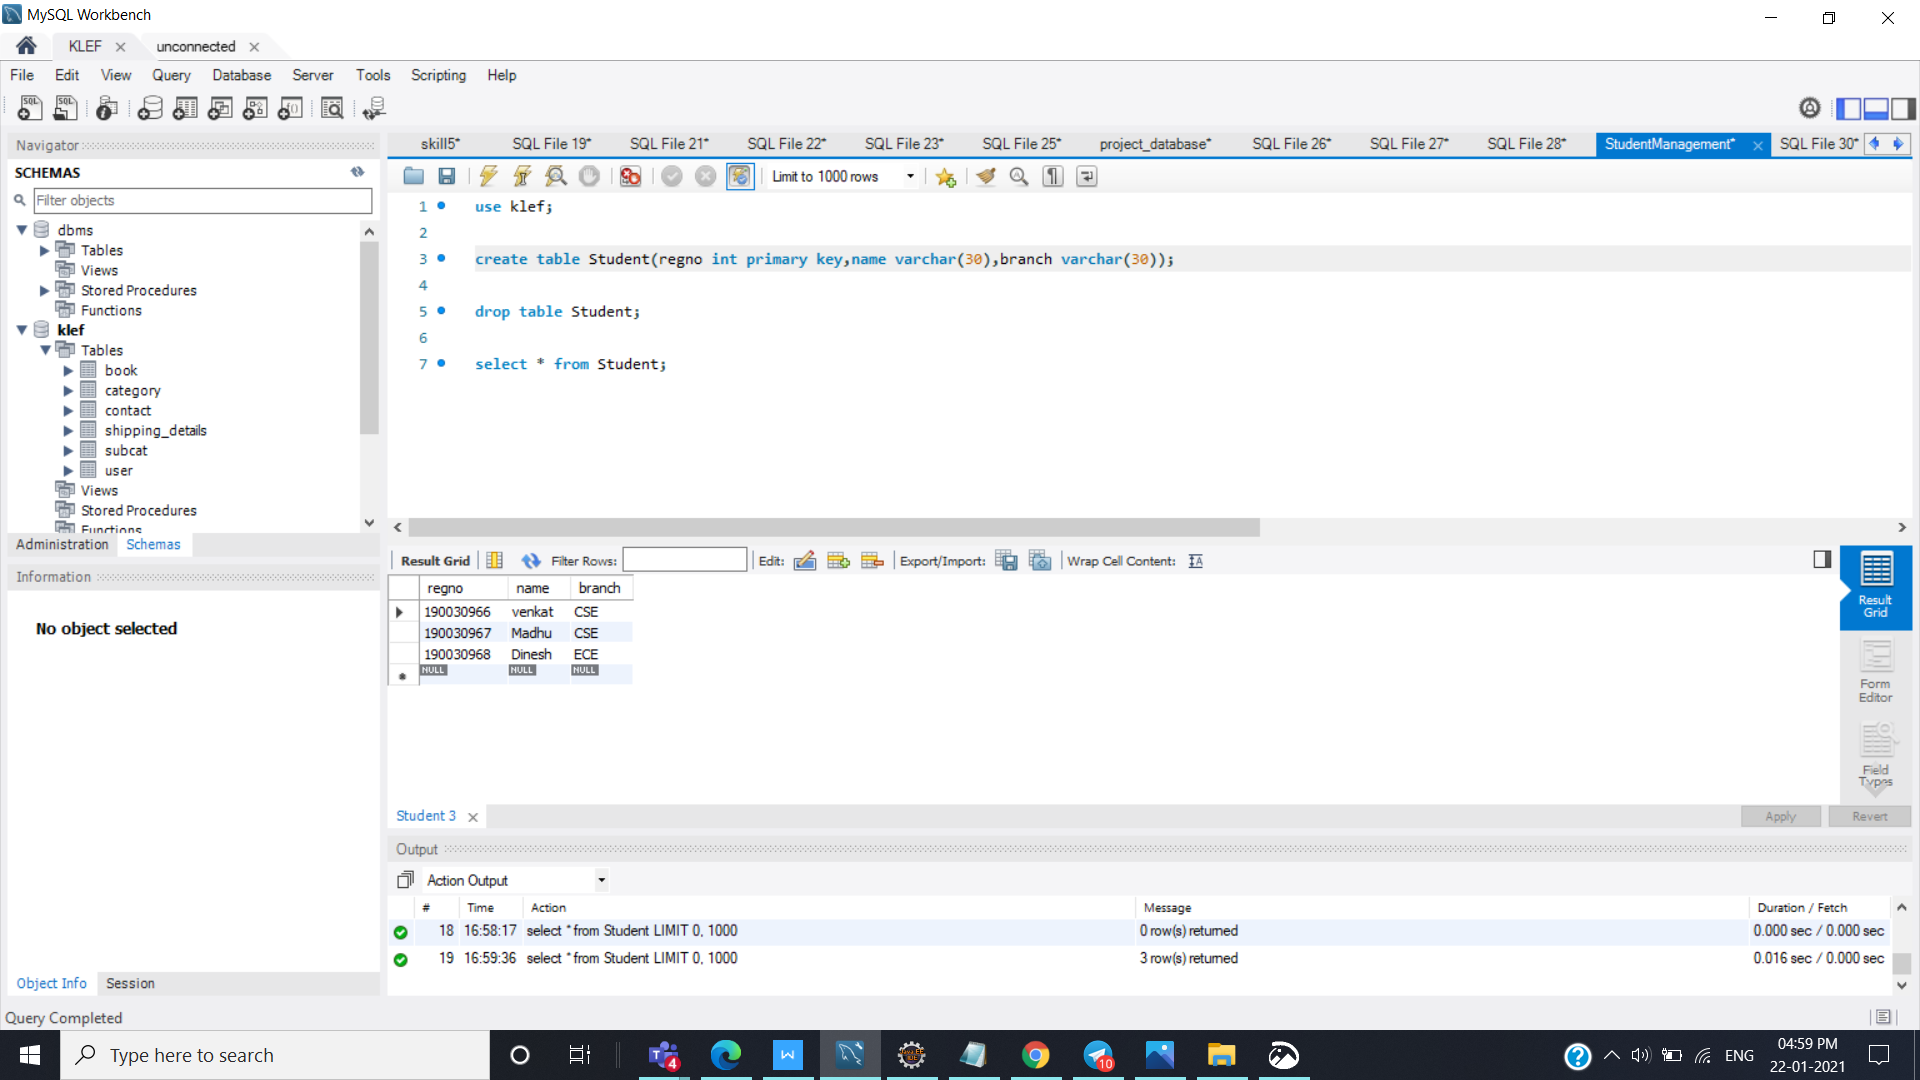 MySQL Workbench
KLEF
unconnected
File Edit View Query Database Server Tools Scripting Help
Navigator
SCHEMAS
Filter objects
dbms
Tables
Views
Stored Procedures
Functions
klef
Tables
book
category
contact
shipping_details
subcat
user
Views
Stored Procedures
Functions
Administration Schemas
Information
No object selected
Object Info Session
skill5* SQL File 19* SQL File 21* SQL File 22* SQL File 23* SQL File 25* project_database* SQL File 26* SQL File 27* SQL File 28* StudentManagement* SQL File 30*
Limit to 1000 rows
1 use klef;
2
3 create table Student(regno int primary key,name varchar(30),branch varchar(30));
4
5 drop table Student;
6
7 select * from Student;
Result Grid Filter Rows: Edit: Export/Import: Wrap Cell Content:
regno name branch
190030966 venkat CSE
190030967 Madhu CSE
190030968 Dinesh ECE
NULL NULL NULL
Result Grid
Form Editor
Field Types
Student 3
Apply Revert
Output
Action Output
# Time Action Message Duration / Fetch
18 16:58:17 select * from Student LIMIT 0, 1000 0 row(s) returned 0.000 sec / 0.000 sec
19 16:59:36 select * from Student LIMIT 0, 1000 3 row(s) returned 0.016 sec / 0.000 sec
Query Completed
Type here to search
4
10
ENG
04:59 PM
22-01-2021